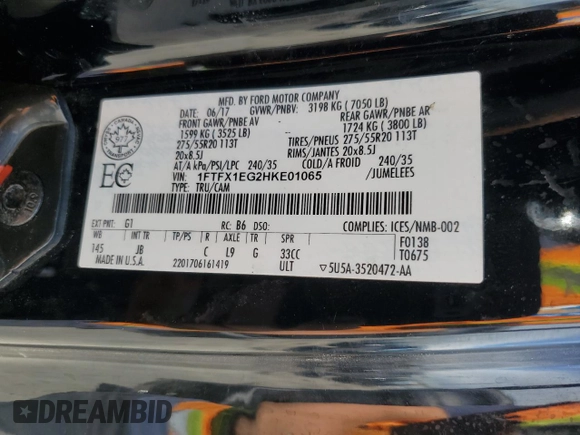 MFD. BY FORD MOTOR COMPANY
DATE: 06/17 GVWR/PNBV: 3198 KG ( 7050 LB)
FRONT GAWR/PNBE AV REAR GAWR/PNBE AR
1599 KG ( 3525 LB) 1724 KG ( 3800 LB)
275/55R20 113T TIRES/PNEUS 275/55R20 113T
20x8.5J RIMS/JANTES 20x8.5J
AT/A kPa/PSI/LPC 240/35 COLD/A FROID 240/35
VIN: 1FTFX1EG2HKE01065 /JUMELEES
TYPE: TRU/CAM
EC
EXT PNT: G1 RC: B6 DSO: COMPLIES: ICES/NMB-002
WB INT TR TP/PS R AXLE TR SPR F0138
145 JB C L9 G 33CC T0675
MADE IN U.S.A. 2201706161419 ULT ▽5U5A-3520472-AA
DREAMBID